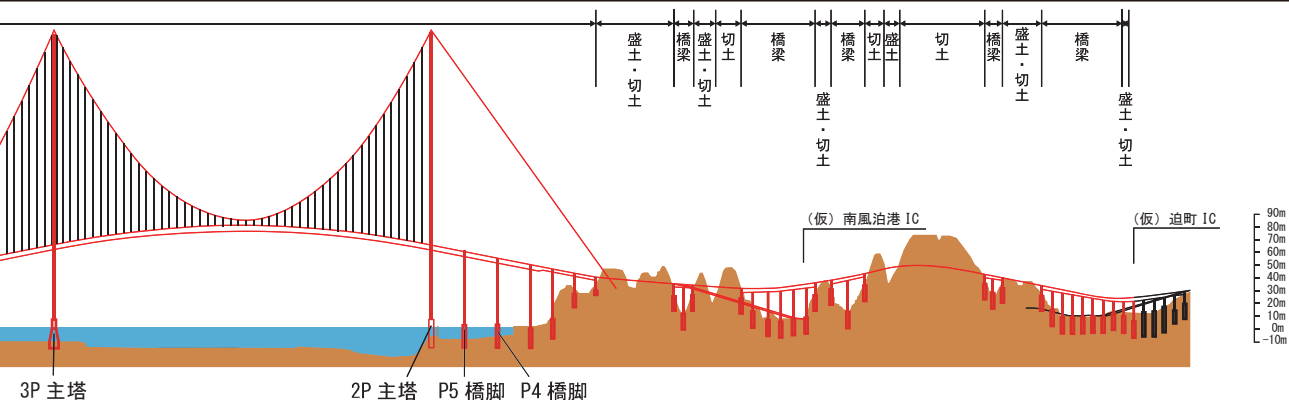 盛土・切土
橋梁
盛土・切土
切土
橋梁
盛土・切土
橋梁
切土
盛土
切土
橋梁
盛土・切土
橋梁
盛土・切土
（仮）南風泊港 IC
（仮）迫町 IC
90m
80m
70m
60m
50m
40m
30m
20m
10m
0m
-10m
3P 主塔
2P 主塔
P5 橋脚
P4 橋脚